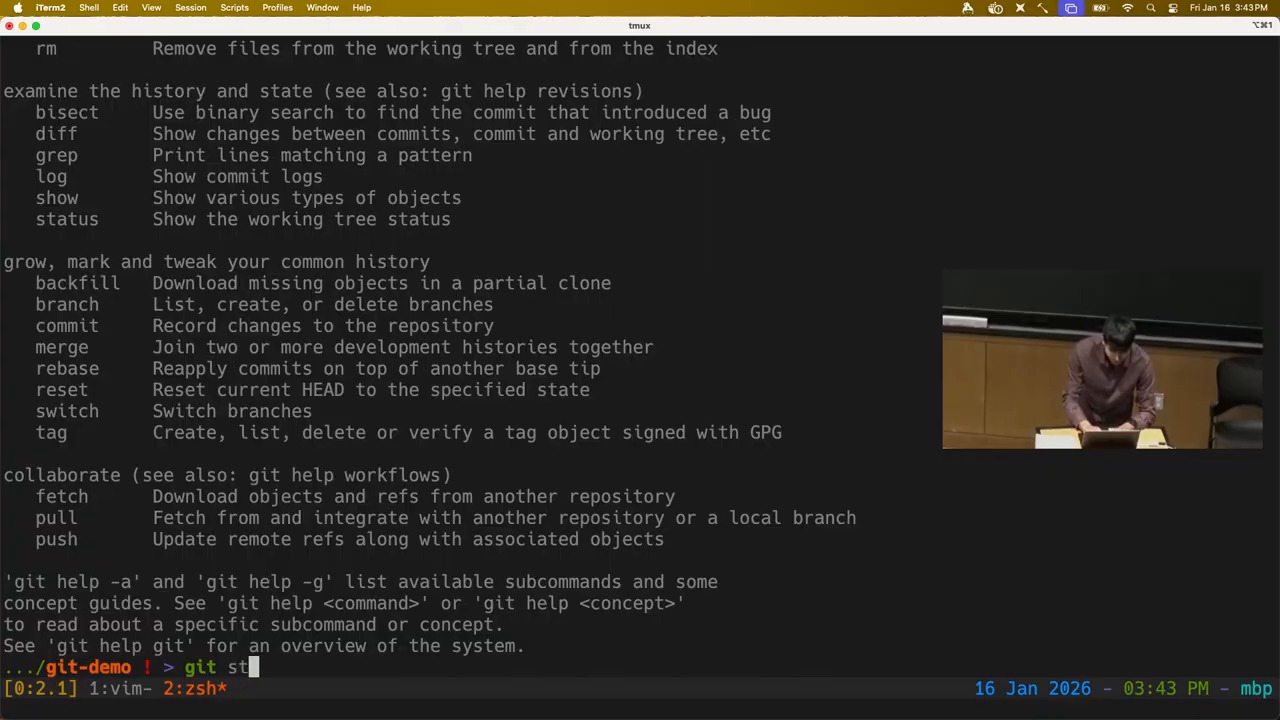 iTerm2 Shell Edit View Session Scripts Profiles Window Help Fri Jan 16 3:43 PM
tmux ⌥⌘1
rm Remove files from the working tree and from the index
examine the history and state (see also: git help revisions)
bisect Use binary search to find the commit that introduced a bug
diff Show changes between commits, commit and working tree, etc
grep Print lines matching a pattern
log Show commit logs
show Show various types of objects
status Show the working tree status
grow, mark and tweak your common history
backfill Download missing objects in a partial clone
branch List, create, or delete branches
commit Record changes to the repository
merge Join two or more development histories together
rebase Reapply commits on top of another base tip
reset Reset current HEAD to the specified state
switch Switch branches
tag Create, list, delete or verify a tag object signed with GPG
collaborate (see also: git help workflows)
fetch Download objects and refs from another repository
pull Fetch from and integrate with another repository or a local branch
push Update remote refs along with associated objects
'git help -a' and 'git help -g' list available subcommands and some
concept guides. See 'git help <command>' or 'git help <concept>'
to read about a specific subcommand or concept.
See 'git help git' for an overview of the system.
.../git-demo ! > git st
[0:2.1] 1:vim- 2:zsh* 16 Jan 2026 - 03:43 PM - mbp